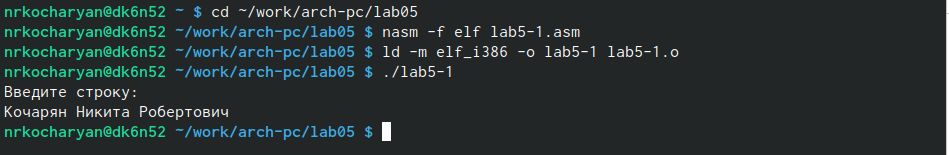 nrkocharyan@dk6n52 ~ $ cd ~/work/arch-pc/lab05
nrkocharyan@dk6n52 ~/work/arch-pc/lab05 $ nasm -f elf lab5-1.asm
nrkocharyan@dk6n52 ~/work/arch-pc/lab05 $ ld -m elf_i386 -o lab5-1 lab5-1.o
nrkocharyan@dk6n52 ~/work/arch-pc/lab05 $ ./lab5-1
Введите строку:
Кочарян Никита Робертович
nrkocharyan@dk6n52 ~/work/arch-pc/lab05 $